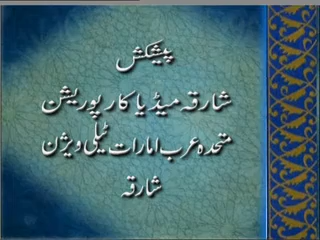 پیشکش
شارقہ میڈیا کارپوریشن
متحدہ عرب امارات ٹیلی ویژن
شارقہ